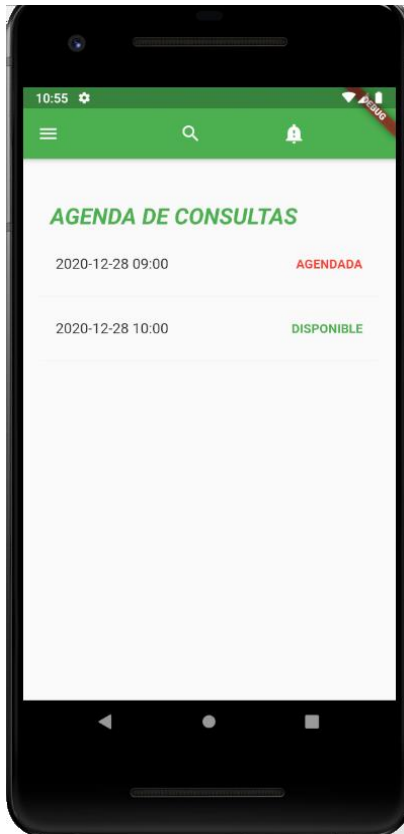 10:55
DEBUG
AGENDA DE CONSULTAS
2020-12-28 09:00 AGENDADA
2020-12-28 10:00 DISPONIBLE